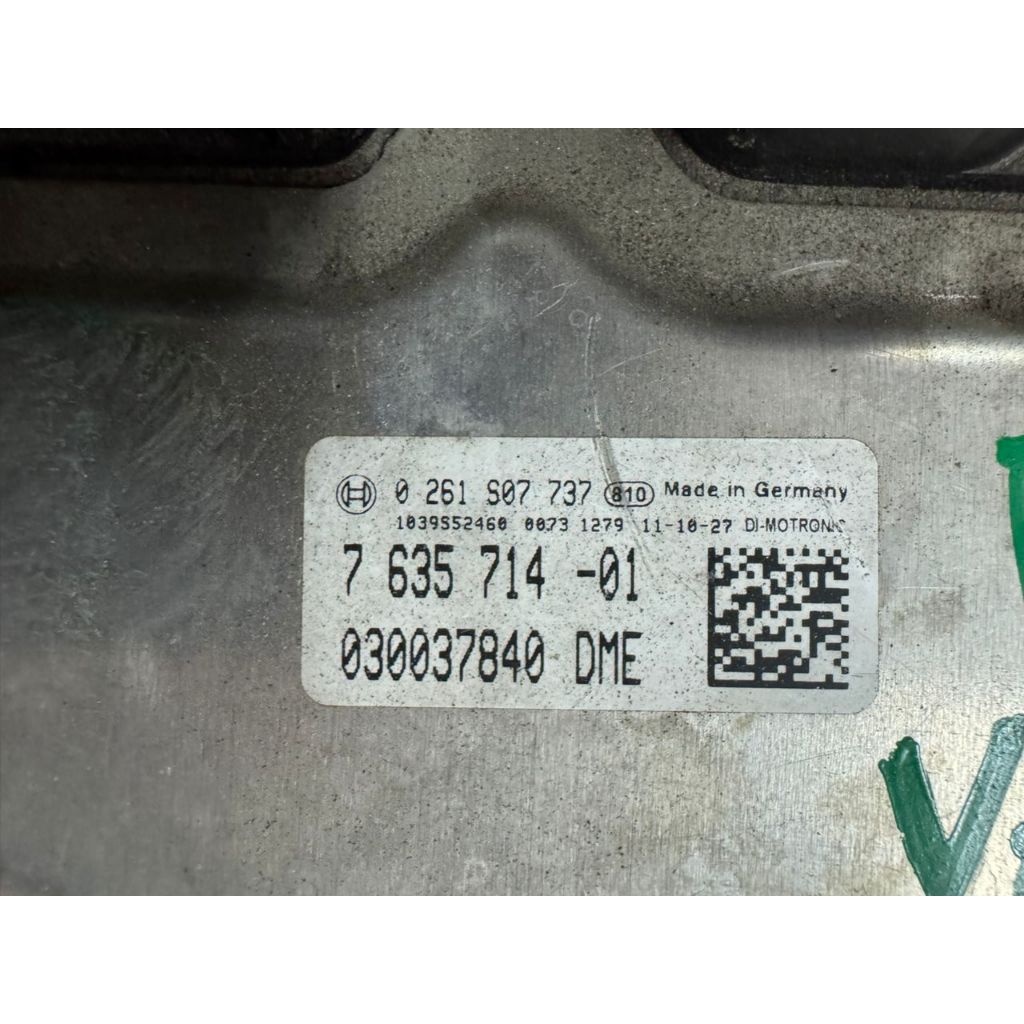 0 261 S07 737 810 Made in Germany
1039S52460 0073 1279 11-10-27 DI-MOTRONIC
7 635 714 -01
030037840 DME